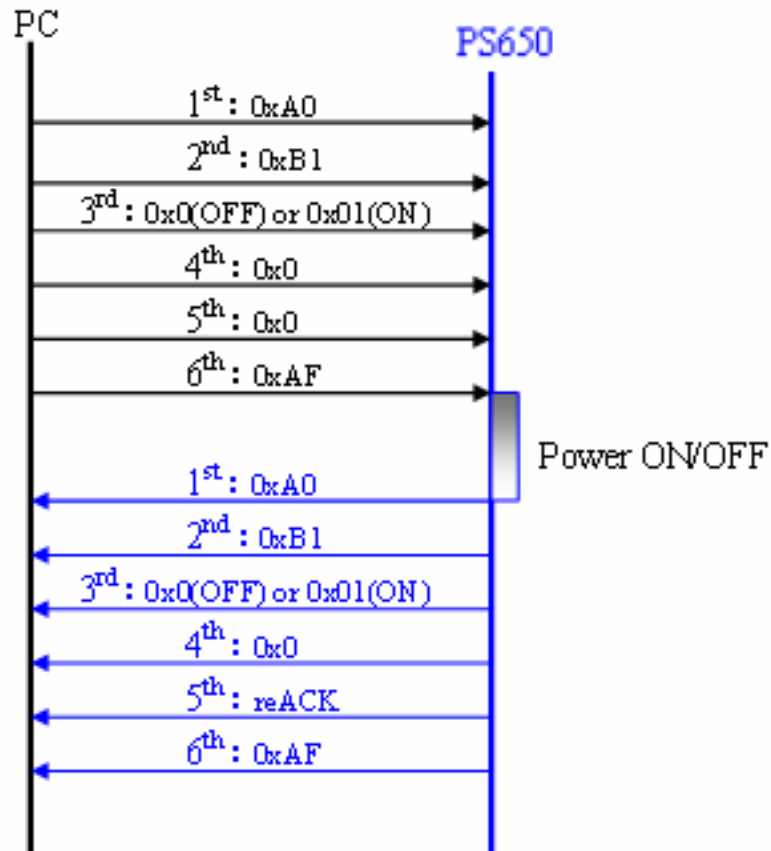 PC
PS650
1st : 0xA0
2nd : 0xB1
3rd : 0x0(OFF) or 0x01(ON)
4th : 0x0
5th : 0x0
6th : 0xAF
Power ON/OFF
1st : 0xA0
2nd : 0xB1
3rd : 0x0(OFF) or 0x01(ON)
4th : 0x0
5th : reACK
6th : 0xAF